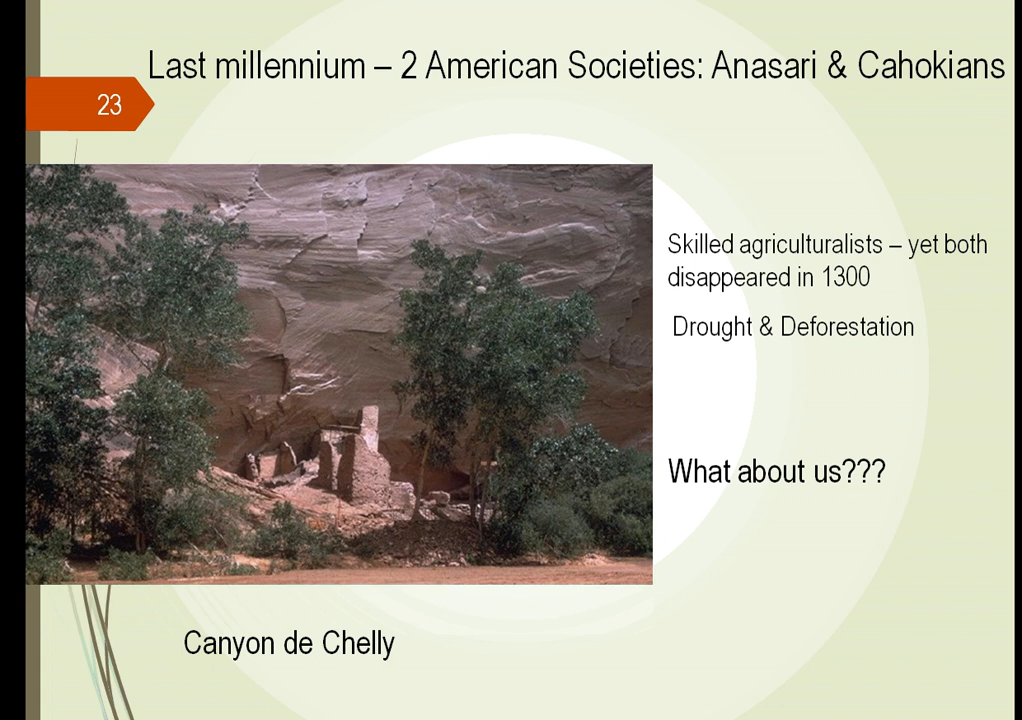 Last millennium – 2 American Societies: Anasari & Cahokians
23
Skilled agriculturalists – yet both
disappeared in 1300
Drought & Deforestation
What about us???
Canyon de Chelly